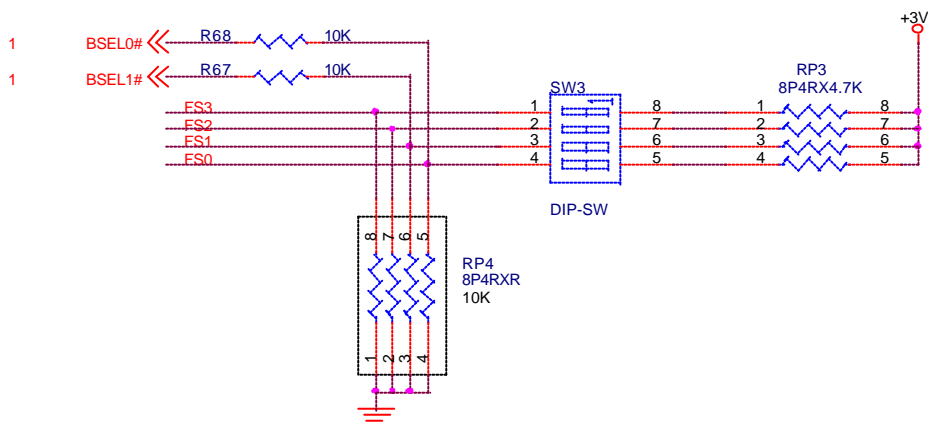 +3V
1 BSEL0# R68 10K
1 BSEL1# R67 10K
RP3
8P4RX4.7K
SW3
FS3 1 8 1 8
FS2 2 7 2 7
FS1 3 6 3 6
FS0 4 5 4 5
DIP-SW
8 7 6 5
RP4
8P4RXR
10K
1 2 3 4